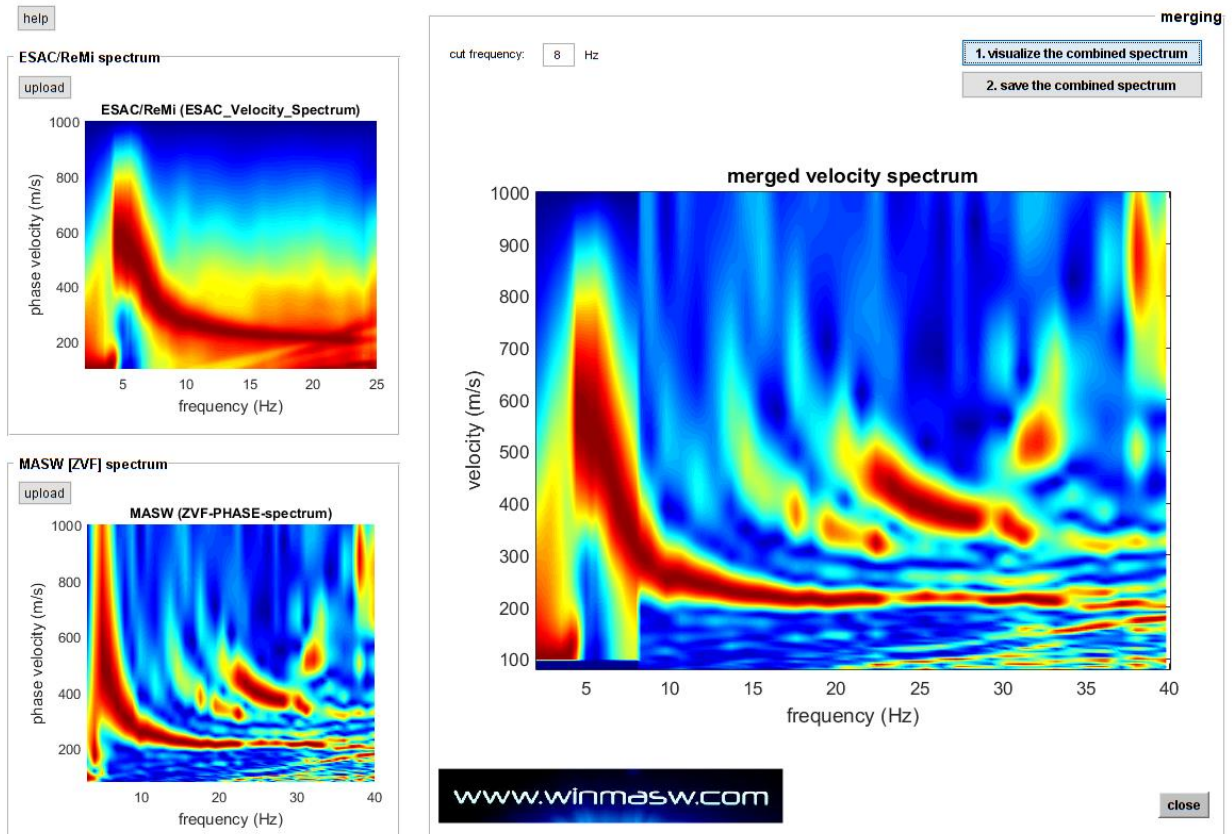 help
ESAC/ReMi spectrum
upload
ESAC/ReMi (ESAC_Velocity_Spectrum)
1000
800
600
400
200
phase velocity (m/s)
5 10 15 20 25
frequency (Hz)
MASW [ZVF] spectrum
upload
MASW (ZVF-PHASE-spectrum)
1000
800
600
400
200
phase velocity (m/s)
10 20 30 40
frequency (Hz)
merging
cut frequency: 8 Hz
1. visualize the combined spectrum
2. save the combined spectrum
merged velocity spectrum
1000
900
800
700
600
500
400
300
200
100
velocity (m/s)
5 10 15 20 25 30 35 40
frequency (Hz)
www.winmasw.com
close